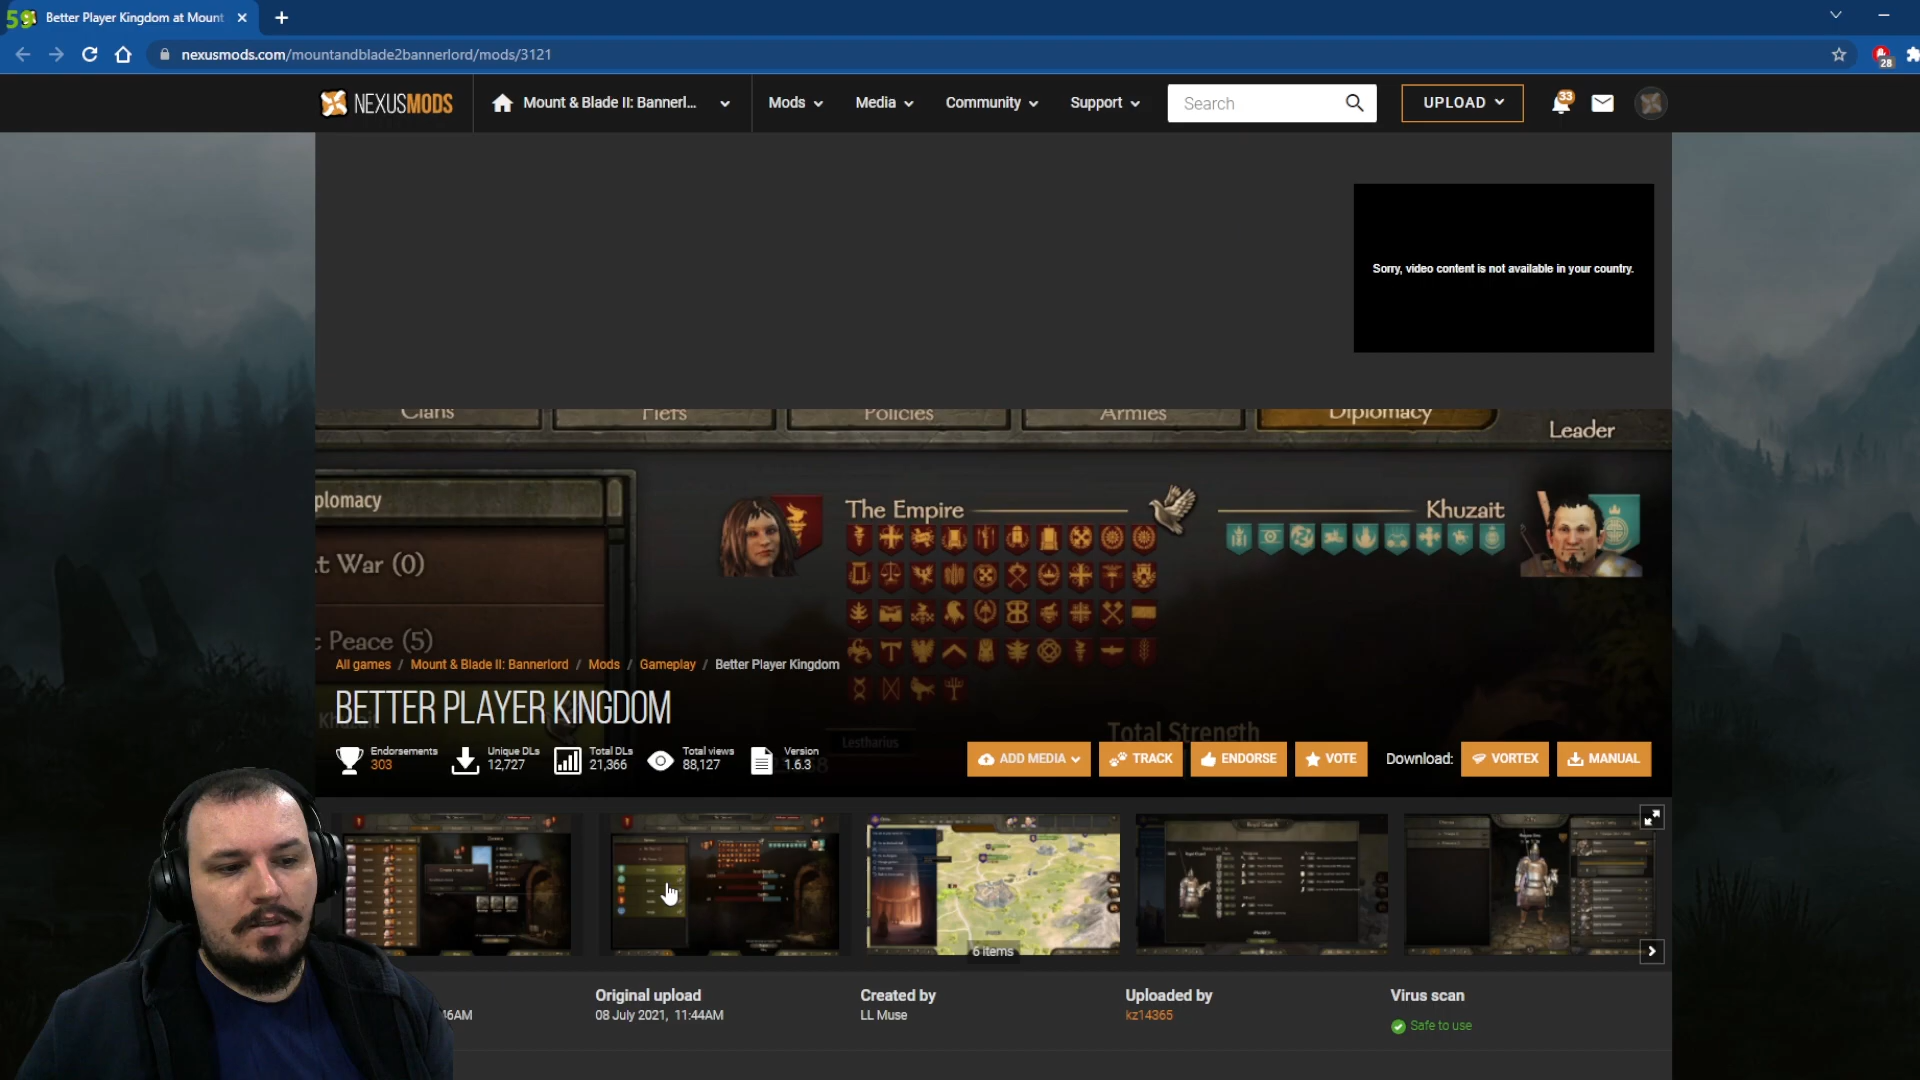 59
Better Player Kingdom at Mount
nexusmods.com/mountandblade2bannerlord/mods/3121
28
NEXUSMODS
Mount & Blade II: Bannerl...
Mods
Media
Community
Support
Search
UPLOAD
33
Sorry, video content is not available in your country.
Clans
Fiefs
Policies
Armies
Diplomacy
Leader
plomacy
The Empire
Khuzait
t War (0)
t Peace (5)
All games / Mount & Blade II: Bannerlord / Mods / Gameplay / Better Player Kingdom
BETTER PLAYER KINGDOM
Total Strength
Lestharius
Endorsements
303
Unique DLs
12,727
Total DLs
21,366
Total views
88,127
Version
1.6.3
ADD MEDIA
TRACK
ENDORSE
VOTE
Download:
VORTEX
MANUAL
6 items
46AM
Original upload
08 July 2021, 11:44AM
Created by
LL Muse
Uploaded by
kz14365
Virus scan
Safe to use